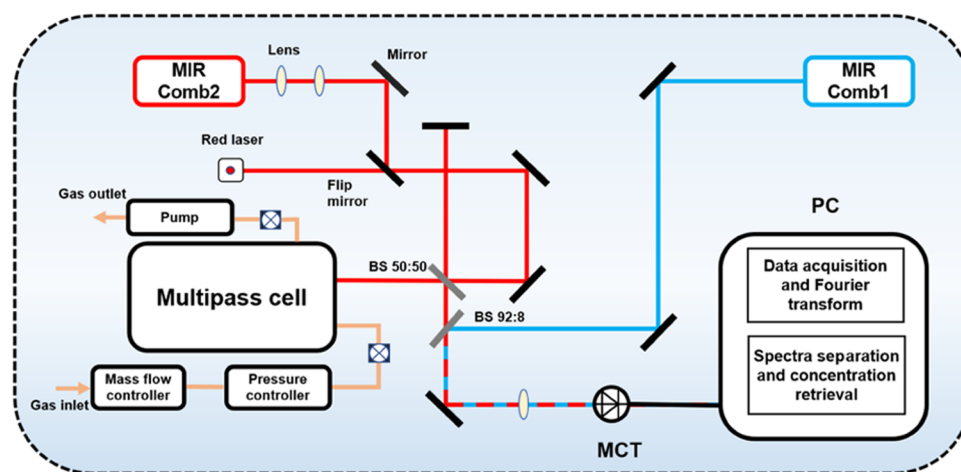 Lens
Mirror
MIR
Comb2
MIR
Comb1
Red laser
Flip
mirror
Gas outlet
Pump
PC
BS 50:50
Multipass cell
BS 92:8
Data acquisition
and Fourier
transform
Spectra separation
and concentration
retrieval
Gas inlet
Mass flow
controller
Pressure
controller
MCT